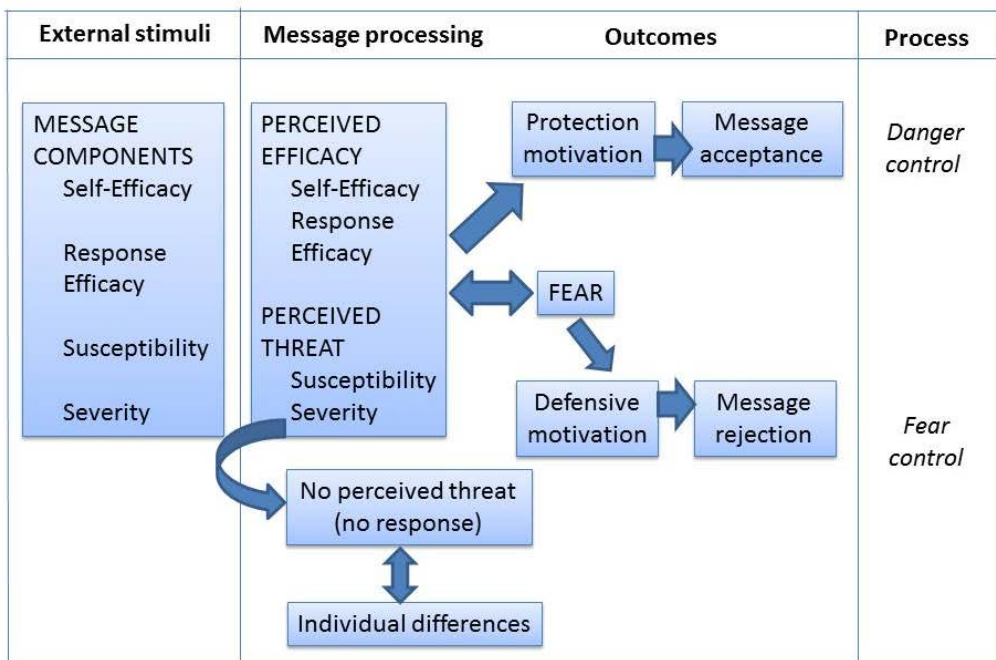 External stimuli
Message processing
Outcomes
Process
MESSAGE
COMPONENTS
Self-Efficacy
Response
Efficacy
Susceptibility
Severity
PERCEIVED
EFFICACY
Self-Efficacy
Response
Efficacy
PERCEIVED
THREAT
Susceptibility
Severity
Protection
motivation
Message
acceptance
FEAR
Defensive
motivation
Message
rejection
No perceived threat
(no response)
Individual differences
Danger
control
Fear
control